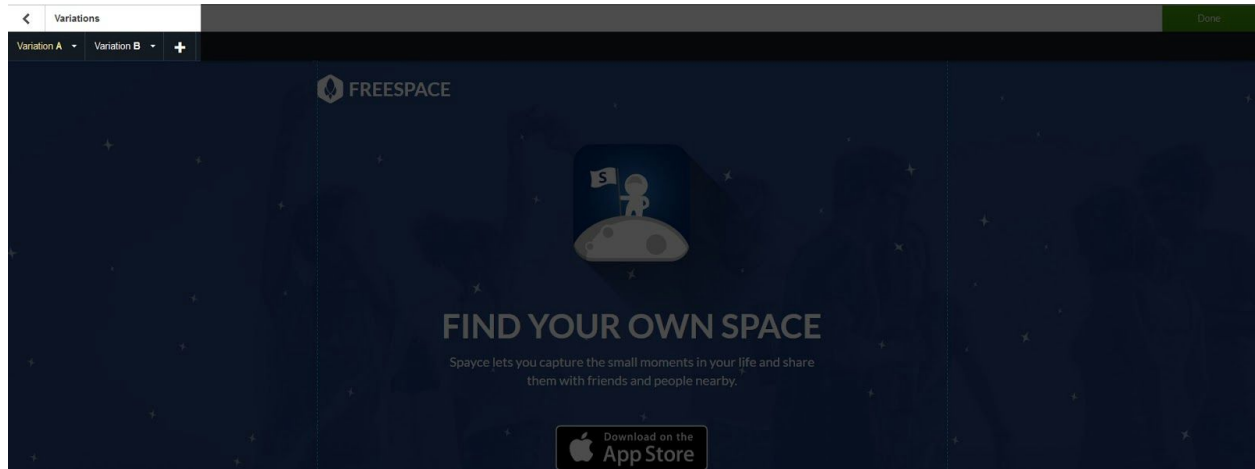 Variations
Done
Variation A
Variation B
FREESPACE
S
FIND YOUR OWN SPACE
Spayce lets you capture the small moments in your life and share
them with friends and people nearby.
Download on the
App Store